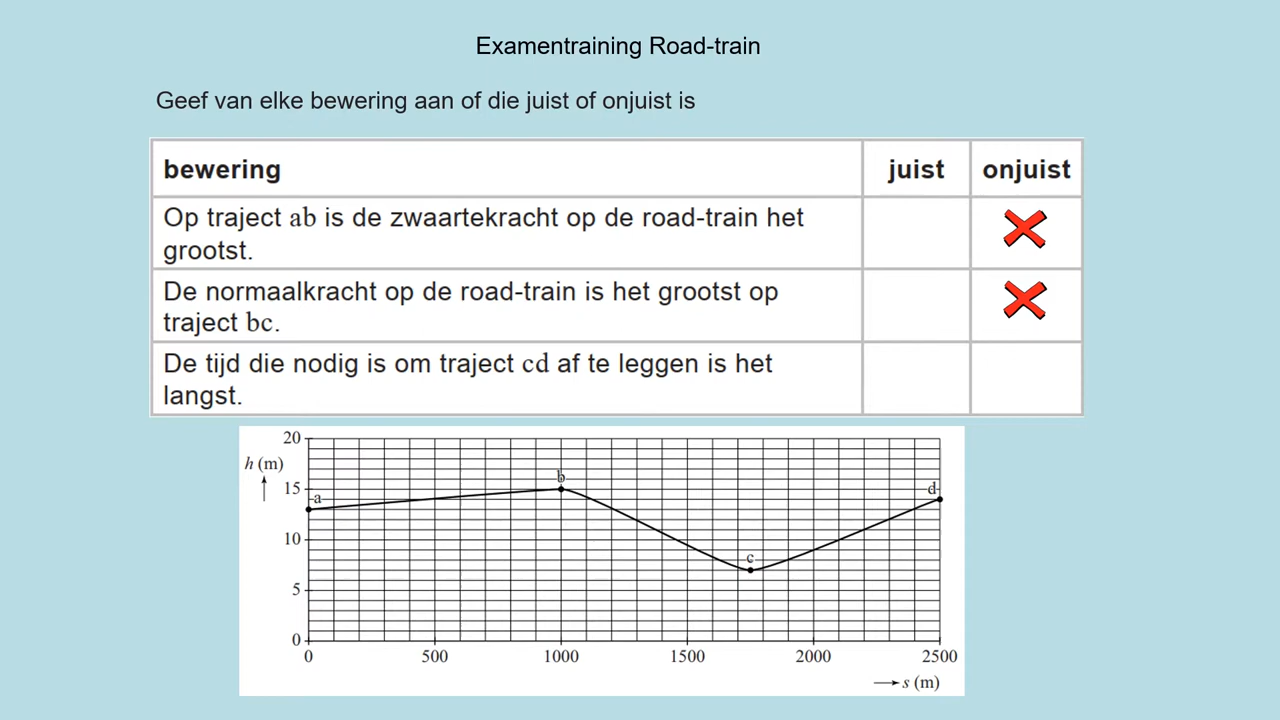 Examentraining Road-train
Geef van elke bewering aan of die juist of onjuist is
bewering juist onjuist
Op traject ab is de zwaartekracht op de road-train het
grootst.
De normaalkracht op de road-train is het grootst op
traject bc.
De tijd die nodig is om traject cd af te leggen is het
langst.
20
h (m)
b
15
a
d
10
c
5
0
0 500 1000 1500 2000 2500
s (m)